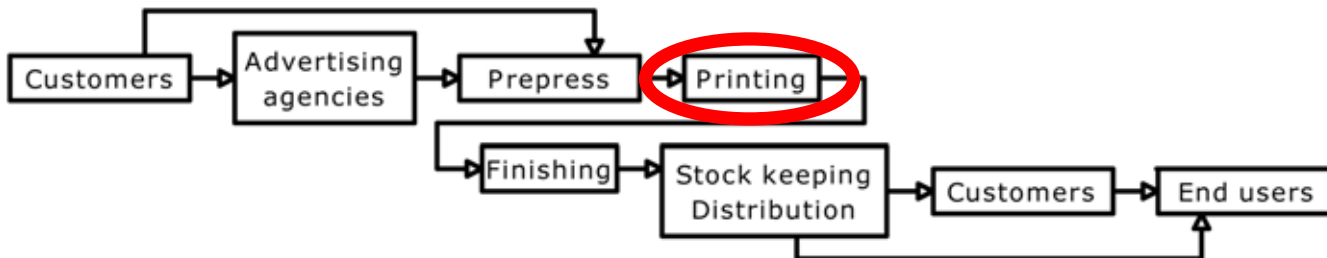 Customers
Advertising
agencies
Prepress
Printing
Finishing
Stock keeping
Distribution
Customers
End users